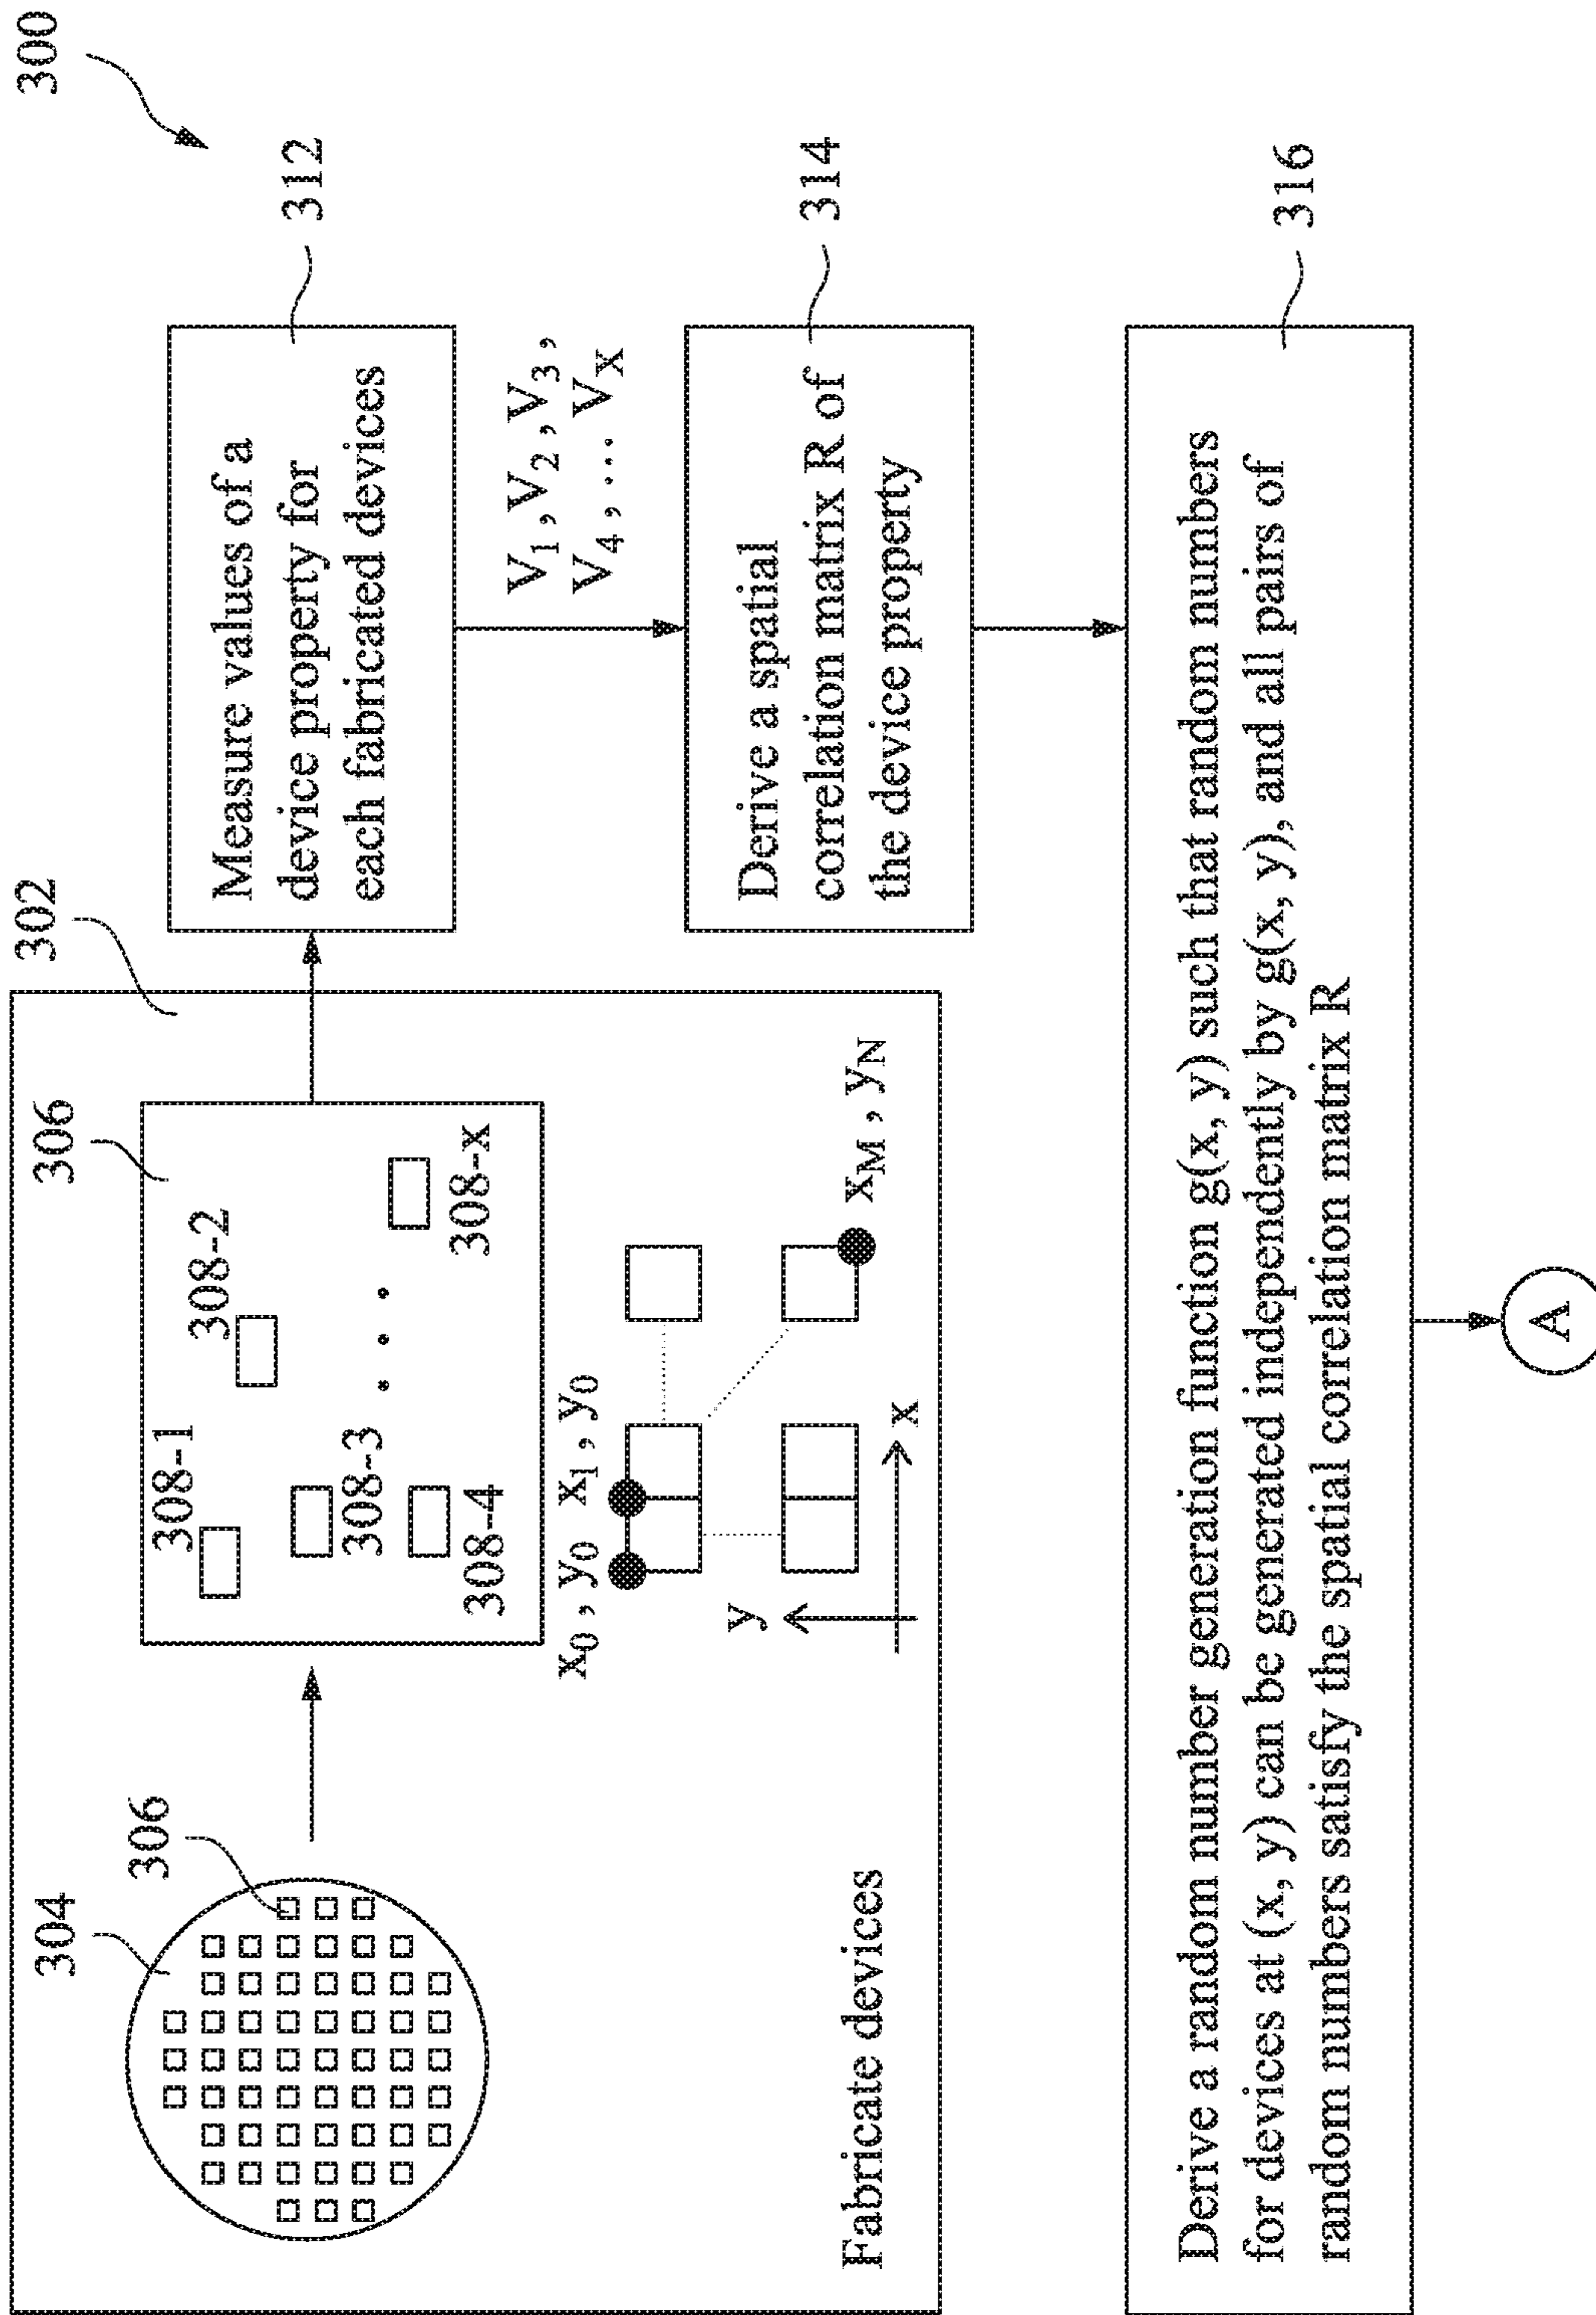 300
302
304
306
306
308-1
308-2
308-3
308-4
308-x
x₀, y₀
x₁, y₀
x_M, y_N
y
x
Fabricate devices
312
Measure values of a
device property for
each fabricated devices
V₁, V₂, V₃,
V₄, ... V_X
314
Derive a spatial
correlation matrix R of
the device property
316
Derive a random number generation function g(x, y) such that random numbers
for devices at (x, y) can be generated independently by g(x, y), and all pairs of
random numbers satisfy the spatial correlation matrix R
A